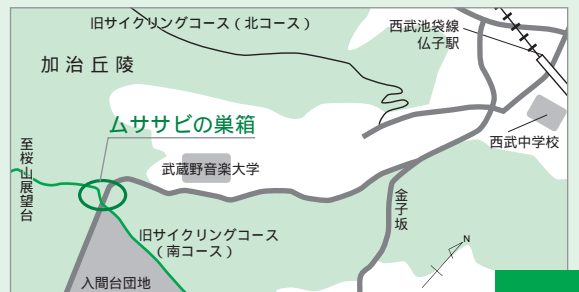 旧サイクリングコース（北コース）
西武池袋線
仏子駅
加治丘陵
ムササビの巣箱
西武中学校
至桜山展望台
武蔵野音楽大学
金子坂
旧サイクリングコース
（南コース）
入間台団地
N